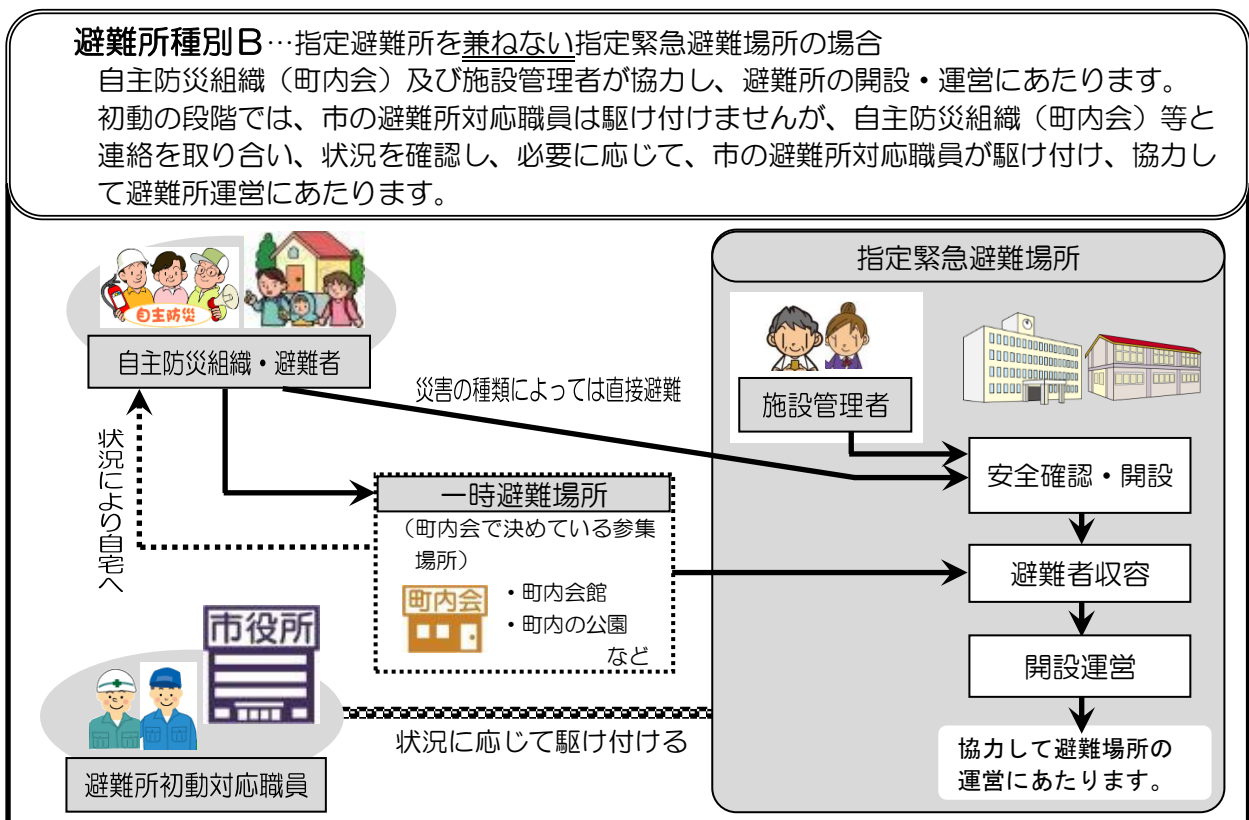 避難所種別B…指定避難所を兼ねない指定緊急避難場所の場合
自主防災組織（町内会）及び施設管理者が協力し、避難所の開設・運営にあたります。
初動の段階では、市の避難所対応職員は駆け付けませんが、自主防災組織（町内会）等と
連絡を取り合い、状況を確認し、必要に応じて、市の避難所対応職員が駆け付け、協力し
て避難所運営にあたります。
自主防災
自主防災組織・避難者
災害の種類によっては直接避難
状況により自宅へ
一時避難場所
（町内会で決めている参集
場所）
町内会
・町内会館
・町内の公園
など
市役所
状況に応じて駆け付ける
避難所初動対応職員
指定緊急避難場所
施設管理者
安全確認・開設
避難者収容
開設運営
協力して避難場所の
運営にあたります。